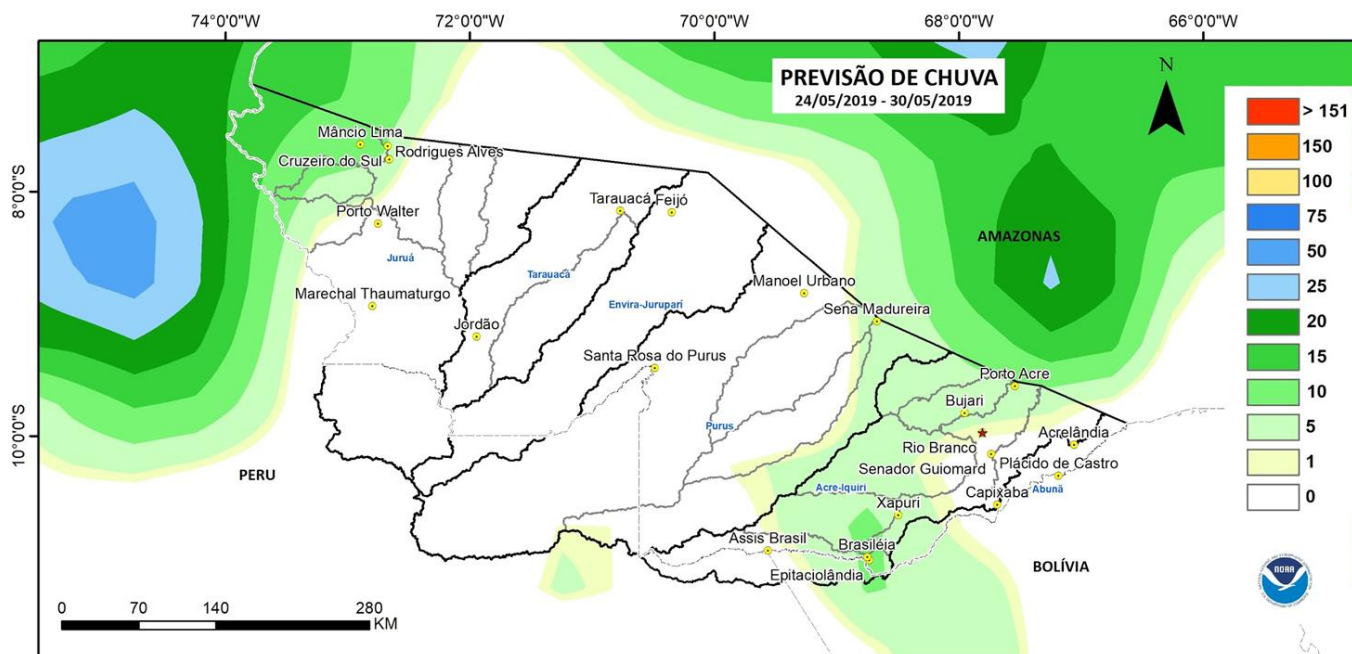 74°0'0"W
72°0'0"W
70°0'0"W
68°0'0"W
66°0'0"W
PREVISÃO DE CHUVA
24/05/2019 - 30/05/2019
N
> 151
150
100
75
50
25
20
15
10
5
1
0
8°0'0"S
10°0'0"S
Mâncio Lima
Cruzeiro do Sul
Rodrigues Alves
Porto Walter
Juruá
Marechal Thaumaturgo
Jordão
Tarauacá
Feijó
Tarauacá
Envira-Jurupari
Santa Rosa do Purus
Manoel Urbano
Sena Madureira
Purus
AMAZONAS
Porto Acre
Bujari
Rio Branco
Acrelândia
Senador Guiomard
Plácido de Castro
Acre-Iquiri
Capixaba
Abunã
Xapuri
Assis Brasil
Brasiléia
Epitaciolândia
PERU
BOLÍVIA
0
70
140
280
KM
NOAA